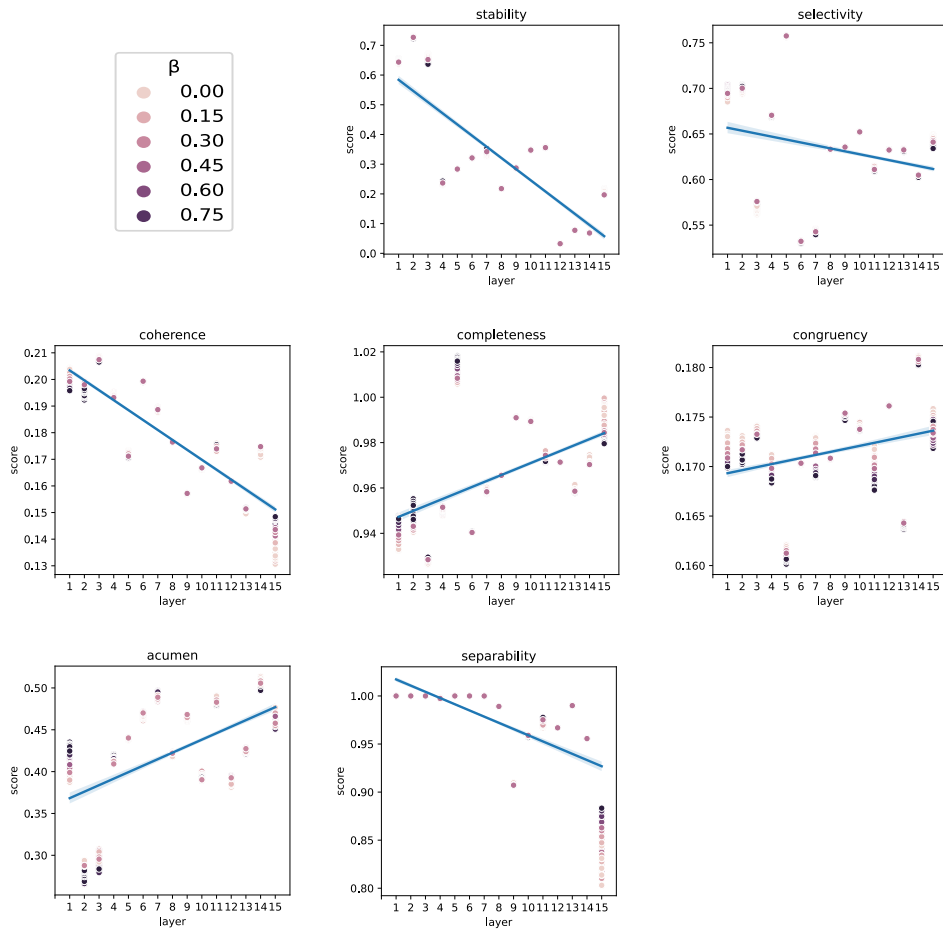 β
0.00
0.15
0.30
0.45
0.60
0.75
stability
score
0.7
0.6
0.5
0.4
0.3
0.2
0.1
0.0
1 2 3 4 5 6 7 8 9 10 11 12 13 14 15
layer
selectivity
score
0.75
0.70
0.65
0.60
0.55
1 2 3 4 5 6 7 8 9 10 11 12 13 14 15
layer
coherence
score
0.21
0.20
0.19
0.18
0.17
0.16
0.15
0.14
0.13
1 2 3 4 5 6 7 8 9 10 11 12 13 14 15
layer
completeness
score
1.02
1.00
0.98
0.96
0.94
1 2 3 4 5 6 7 8 9 10 11 12 13 14 15
layer
congruency
score
0.180
0.175
0.170
0.165
0.160
1 2 3 4 5 6 7 8 9 10 11 12 13 14 15
layer
acumen
score
0.50
0.45
0.40
0.35
0.30
1 2 3 4 5 6 7 8 9 10 11 12 13 14 15
layer
separability
score
1.00
0.95
0.90
0.85
0.80
1 2 3 4 5 6 7 8 9 10 11 12 13 14 15
layer